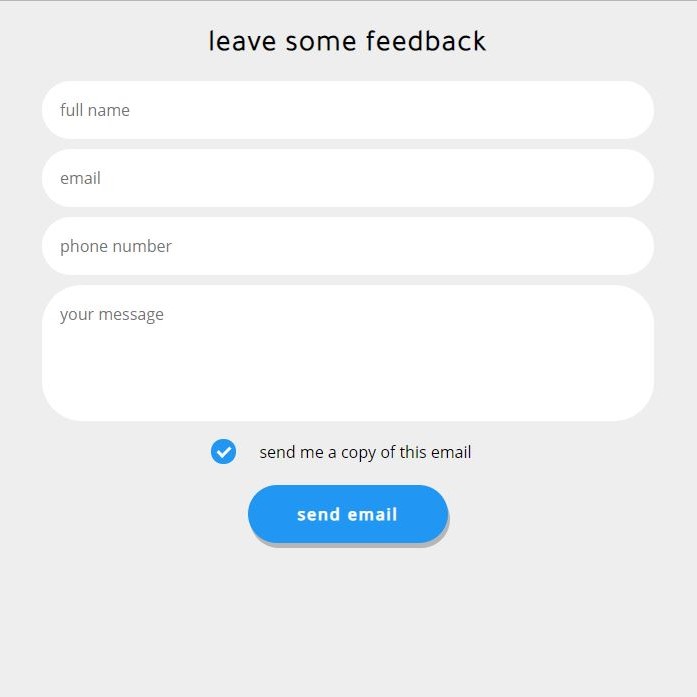 leave some feedback
full name
email
phone number
your message
send me a copy of this email
send email